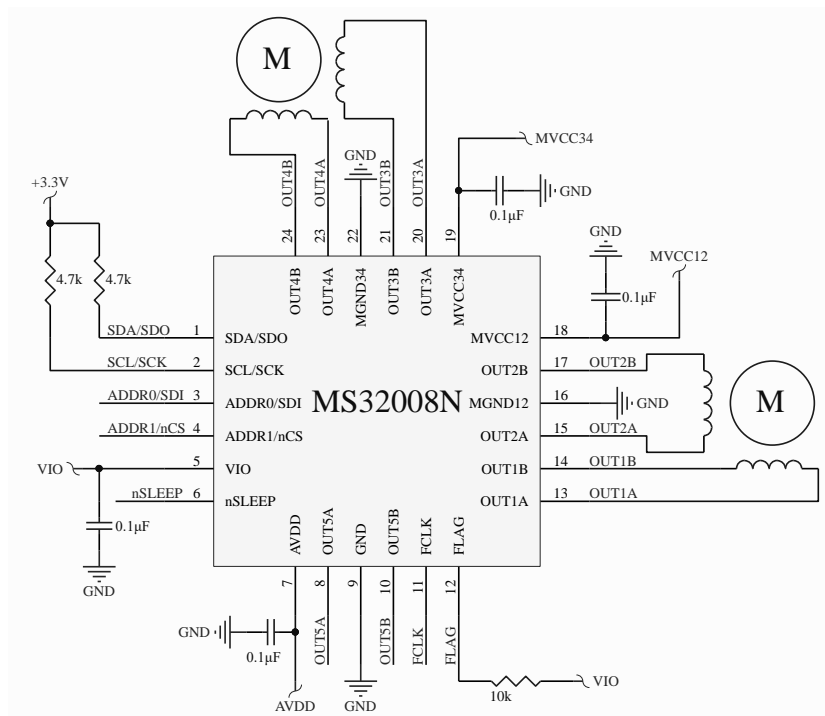 M
M
MVCC34
GND
OUT4B
OUT4A
OUT3B
OUT3A
GND
0.1μF
+3.3V
24
23
22
21
20
19
GND
MVCC12
4.7k
4.7k
0.1μF
OUT4B
OUT4A
MGND34
OUT3B
OUT3A
MVCC34
SDA/SDO 1 SDA/SDO
MVCC12 18
SCL/SCK 2 SCL/SCK
OUT2B 17 OUT2B
ADDR0/SDI 3 ADDR0/SDI
MS32008N
MGND12 16 GND
ADDR1/nCS 4 ADDR1/nCS
OUT2A 15 OUT2A
VIO 5 VIO
OUT1B 14 OUT1B
nSLEEP 6 nSLEEP
OUT1A 13 OUT1A
0.1μF
GND
AVDD
OUT5A
GND
OUT5B
FCLK
FLAG
7
8
9
10
11
12
GND
0.1μF
OUT5A
OUT5B
FCLK
FLAG
AVDD
GND
10k
VIO